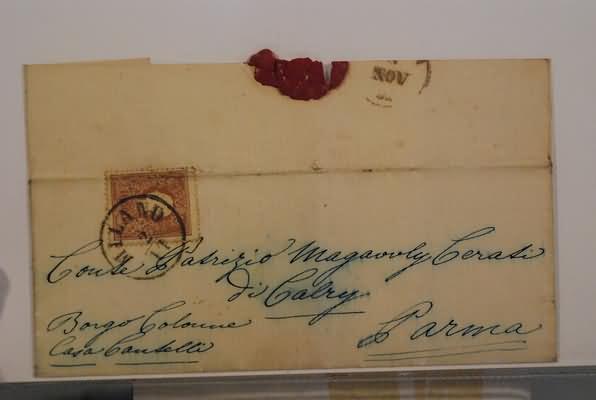 NOV
MILANO
Conte Patrizio Magawly Cerati
di Calry
Borgo Colonne
Parma
Casa Cantelli